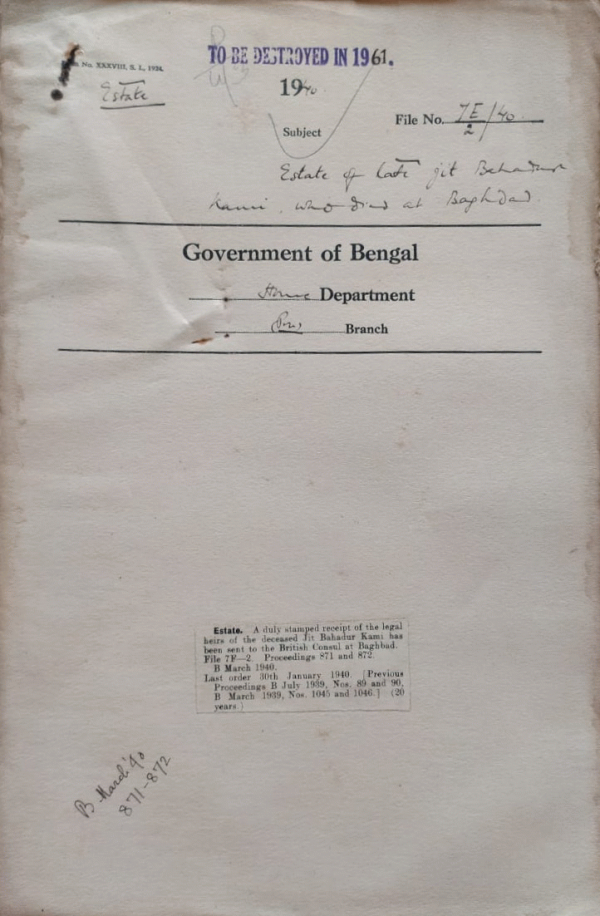 No. XXXVIII, S. I., 1934.
TO BE DESTROYED IN 1961.
Estate
1940
File No. 7E/40
2
Subject
Estate of late jit Bahadur
Kami who died at Baghdad
Government of Bengal
Home Department
Branch
Estate. A duly stamped receipt of the legal
heirs of the deceased Jit Bahadur Kami has
been sent to the British Consul at Baghbad.
File 7F—2. Proceedings 871 and 872.
B March 1940.
Last order 30th January 1940. [Previous
Proceedings B July 1939, Nos. 89 and 90,
B March 1939, Nos. 1045 and 1046.] (20
years.)
B March '40
871-872